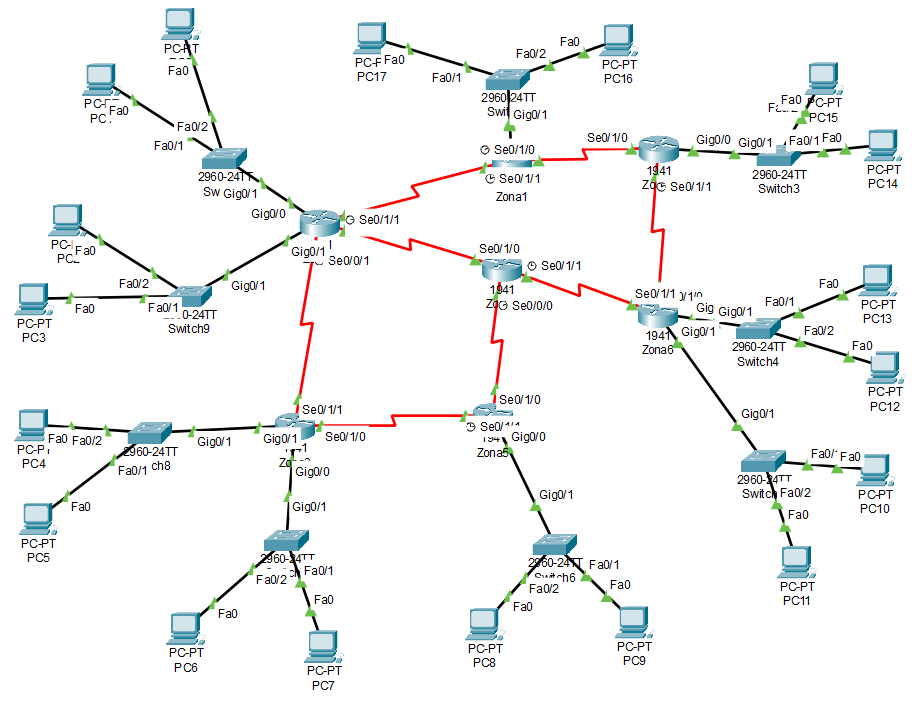 PC-PT
Fa0
PC-PT
PC17
Fa0
Fa0/1
Fa0/2
Fa0
PC-PT
PC16
2960-24TT
Gig0/1
Fa0
Fa0/2
Fa0/1
2960-24TT
Gig0/1
Gig0/0
Se0/1/0
Se0/1/1
Zona1
Se0/1/0
1941
Se0/1/1
Gig0/0
Gig0/1
Fa0
PC-PT
PC15
Fa0/1
Fa0
2960-24TT
Switch3
PC-PT
PC14
Se0/1/1
Se0/0/1
Gig0/1
Fa0
Fa0/2
Gig0/1
Fa0/1
Fa0
2960-24TT
Switch9
PC-PT
PC3
Se0/1/0
Se0/1/1
1941
Se0/0/0
Se0/1/1
Gig0/1
Gig0/1
1941
Zona6
Fa0/1
Fa0
PC-PT
PC13
Fa0/2
Fa0
2960-24TT
Switch4
PC-PT
PC12
Se0/1/1
Se0/1/0
Gig0/1
Gig0/1
Fa0
Fa0/2
Fa0/1
2960-24TT
PC-PT
PC4
Fa0
PC-PT
PC5
Gig0/0
Gig0/1
Se0/1/0
Se0/1/1
Gig0/0
Zona5
Gig0/1
Gig0/1
Fa0
2960-24TT
Switch
Fa0/2
Fa0
PC-PT
PC10
PC-PT
PC11
2960-24TT
Fa0/2
Fa0/1
Fa0
PC-PT
PC6
PC-PT
PC7
2960-24TT
Switch6
Fa0/1
Fa0/2
Fa0
Fa0
PC-PT
PC8
PC-PT
PC9